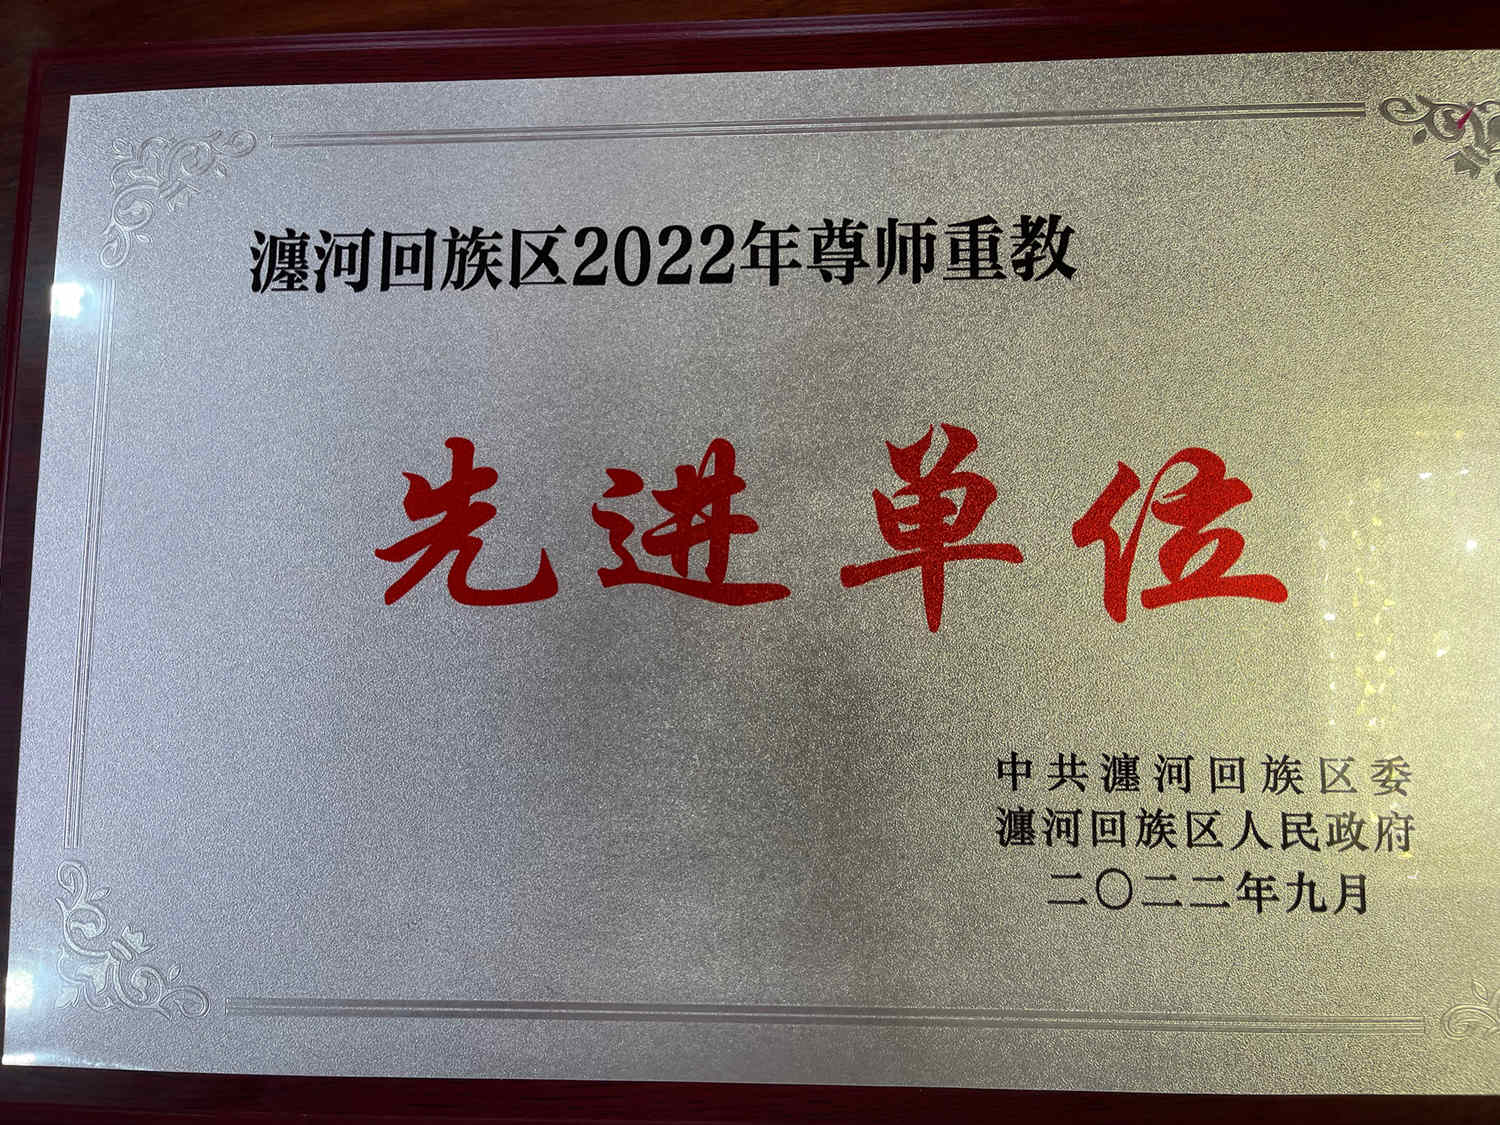 瀍河回族区2022年尊师重教
先进单位
中共瀍河回族区委
瀍河回族区人民政府
二〇二二年九月